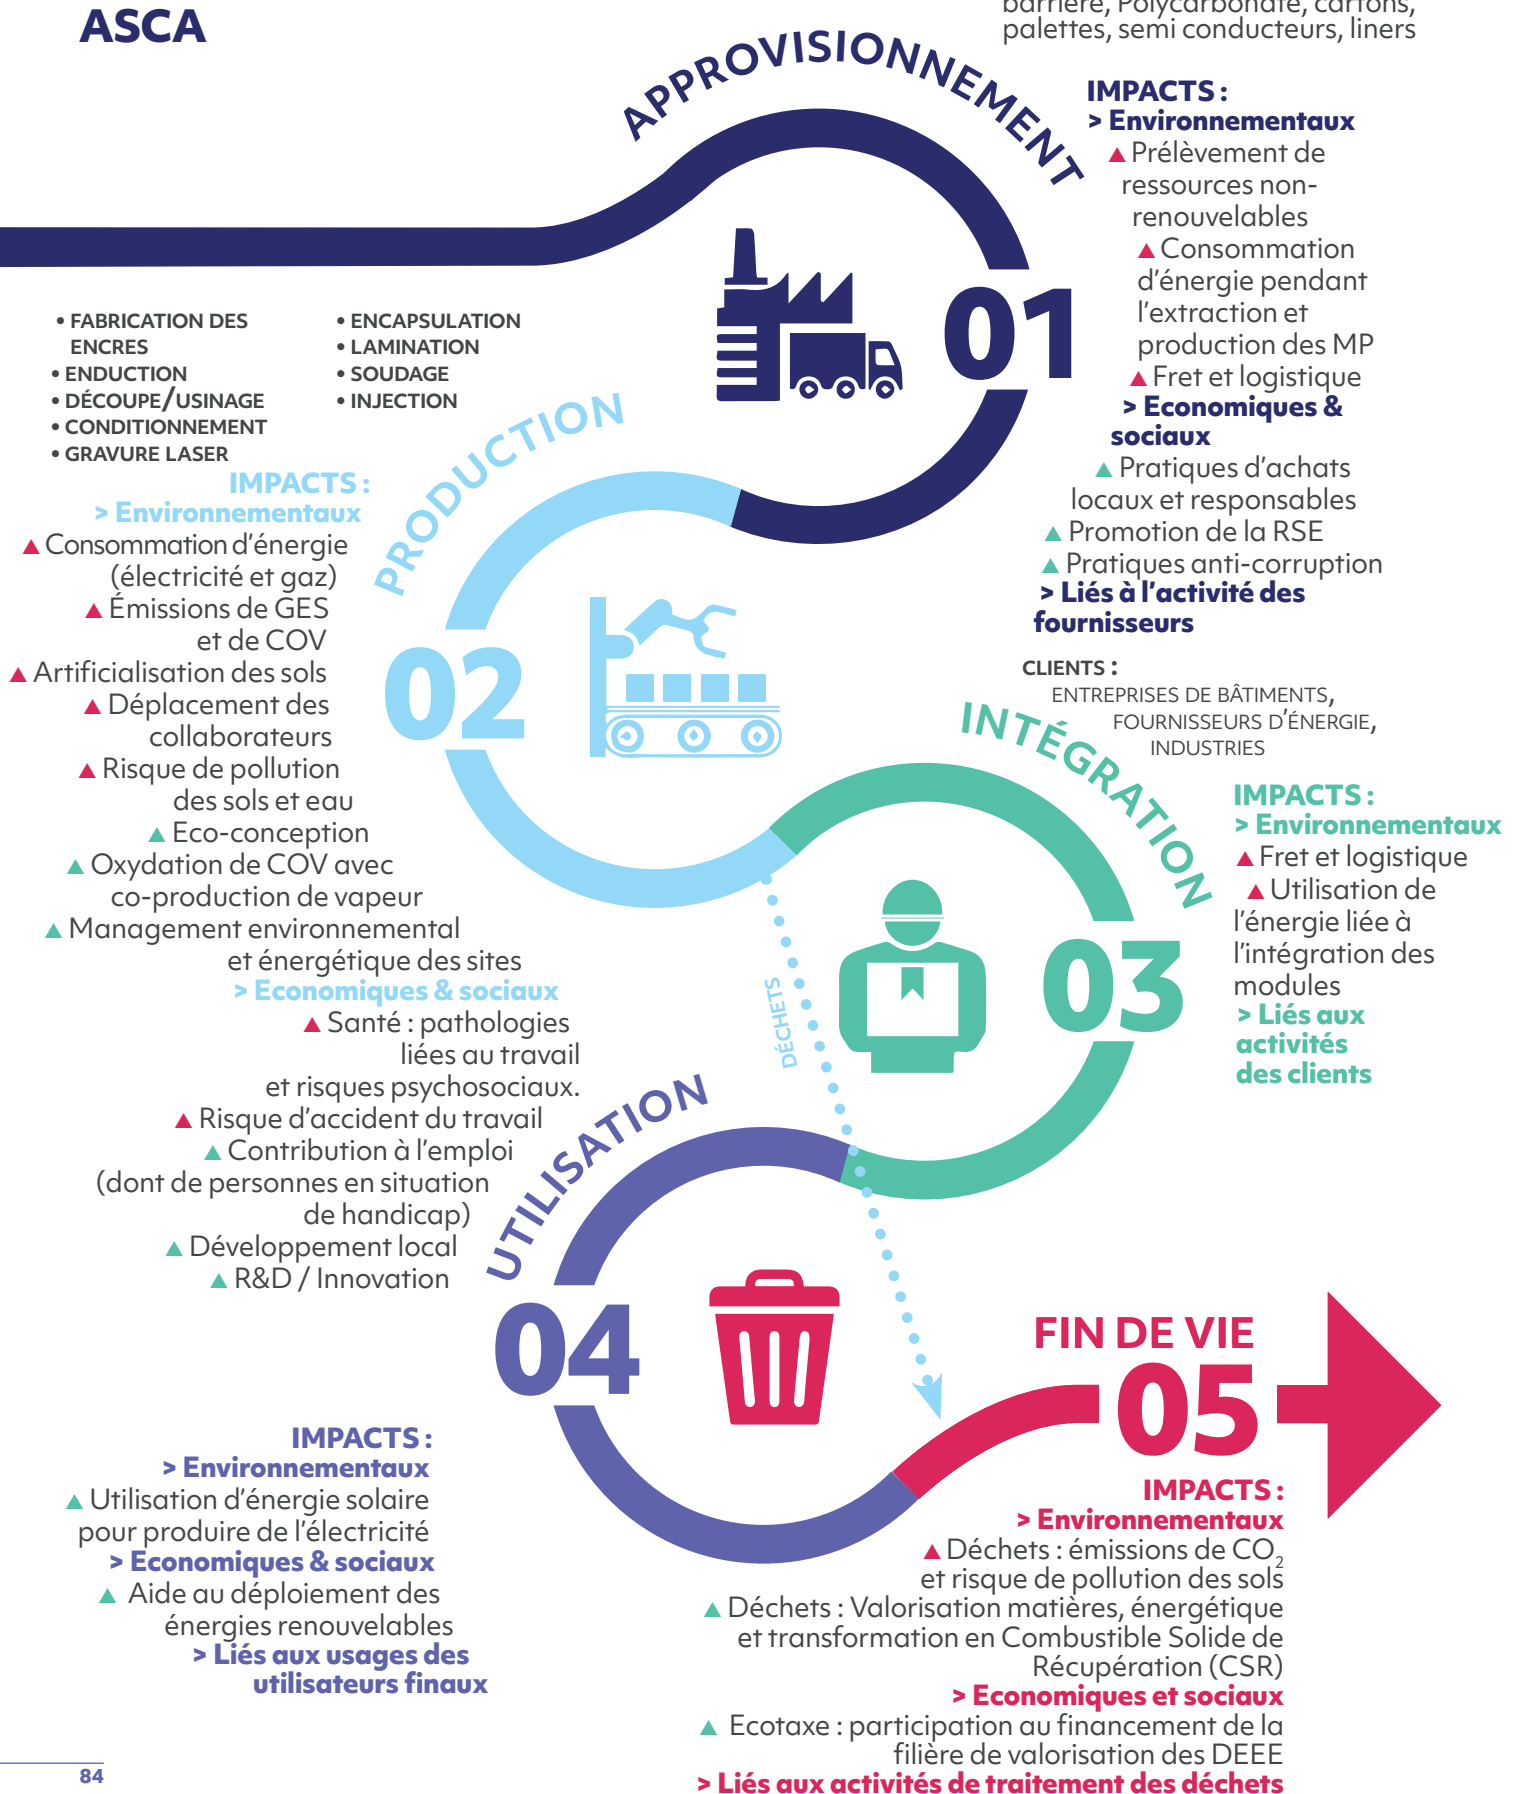 ASCA
barrière, Polycarbonate, cartons,
palettes, semi conducteurs, liners
APPROVISIONNEMENT
01
IMPACTS :
> Environnementaux
▲ Prélèvement de
ressources non-
renouvelables
▲ Consommation
d'énergie pendant
l'extraction et
production des MP
▲ Fret et logistique
> Economiques &
sociaux
▲ Pratiques d'achats
locaux et responsables
▲ Promotion de la RSE
▲ Pratiques anti-corruption
> Liés à l'activité des
fournisseurs
• FABRICATION DES
ENCRES
• ENDUCTION
• DÉCOUPE/USINAGE
• CONDITIONNEMENT
• GRAVURE LASER
• ENCAPSULATION
• LAMINATION
• SOUDAGE
• INJECTION
PRODUCTION
02
IMPACTS :
> Environnementaux
▲ Consommation d'énergie
(électricité et gaz)
▲ Émissions de GES
et de COV
▲ Artificialisation des sols
▲ Déplacement des
collaborateurs
▲ Risque de pollution
des sols et eau
▲ Eco-conception
▲ Oxydation de COV avec
co-production de vapeur
▲ Management environnemental
et énergétique des sites
> Economiques & sociaux
▲ Santé : pathologies
liées au travail
et risques psychosociaux.
▲ Risque d'accident du travail
▲ Contribution à l'emploi
(dont de personnes en situation
de handicap)
▲ Développement local
▲ R&D / Innovation
DÉCHETS
CLIENTS :
ENTREPRISES DE BÂTIMENTS,
FOURNISSEURS D'ÉNERGIE,
INDUSTRIES
INTÉGRATION
03
IMPACTS :
> Environnementaux
▲ Fret et logistique
▲ Utilisation de
l'énergie liée à
l'intégration des
modules
> Liés aux
activités
des clients
UTILISATION
04
IMPACTS :
> Environnementaux
▲ Utilisation d'énergie solaire
pour produire de l'électricité
> Economiques & sociaux
▲ Aide au déploiement des
énergies renouvelables
> Liés aux usages des
utilisateurs finaux
FIN DE VIE
05
IMPACTS :
> Environnementaux
▲ Déchets : émissions de CO2
et risque de pollution des sols
▲ Déchets : Valorisation matières, énergétique
et transformation en Combustible Solide de
Récupération (CSR)
> Economiques et sociaux
▲ Ecotaxe : participation au financement de la
filière de valorisation des DEEE
> Liés aux activités de traitement des déchets
84